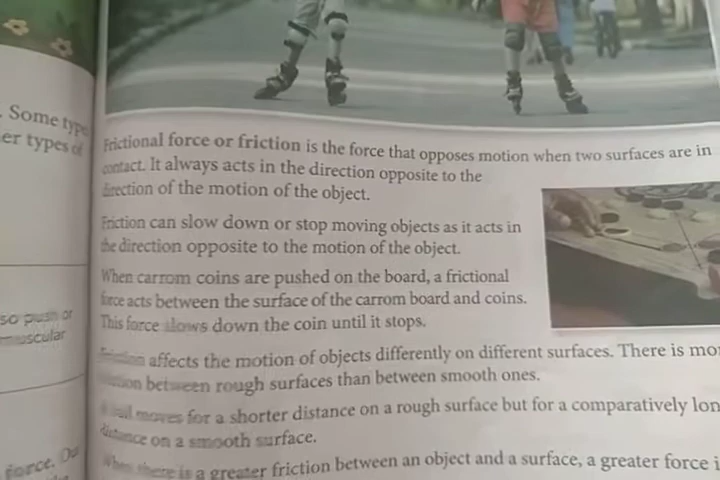 . Some type
er types of
so push or
muscular
force. Our
Frictional force or friction is the force that opposes motion when two surfaces are in
contact. It always acts in the direction opposite to the
direction of the motion of the object.
Friction can slow down or stop moving objects as it acts in
the direction opposite to the motion of the object.
When carrom coins are pushed on the board, a frictional
force acts between the surface of the carrom board and coins.
This force slows down the coin until it stops.
Friction affects the motion of objects differently on different surfaces. There is mo
friction between rough surfaces than between smooth ones.
A ball moves for a shorter distance on a rough surface but for a comparatively lon
distance on a smooth surface.
When there is a greater friction between an object and a surface, a greater force i